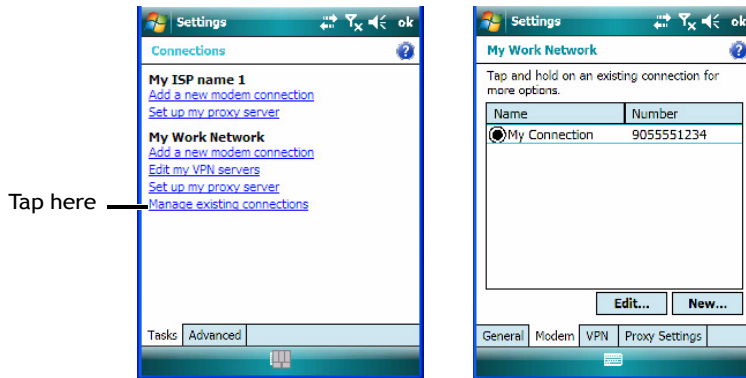 Settings ok
Connections
My ISP name 1
Add a new modem connection
Set up my proxy server
My Work Network
Add a new modem connection
Edit my VPN servers
Set up my proxy server
Tap here
Manage existing connections
Tasks Advanced
Settings ok
My Work Network
Tap and hold on an existing connection for
more options.
Name Number
My Connection 9055551234
Edit... New...
General Modem VPN Proxy Settings